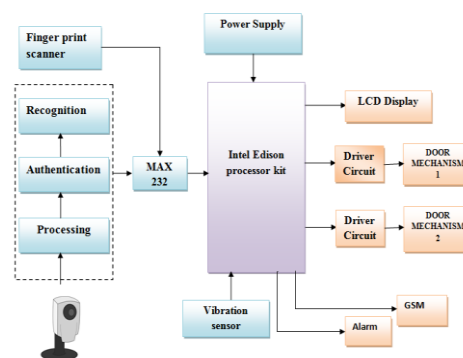 Finger print
scanner
Power Supply
Recognition
Authentication
Processing
MAX
232
Intel Edison
processor kit
LCD Display
Driver
Circuit
DOOR
MECHANISM
1
Driver
Circuit
DOOR
MECHANISM
2
Vibration
sensor
GSM
Alarm